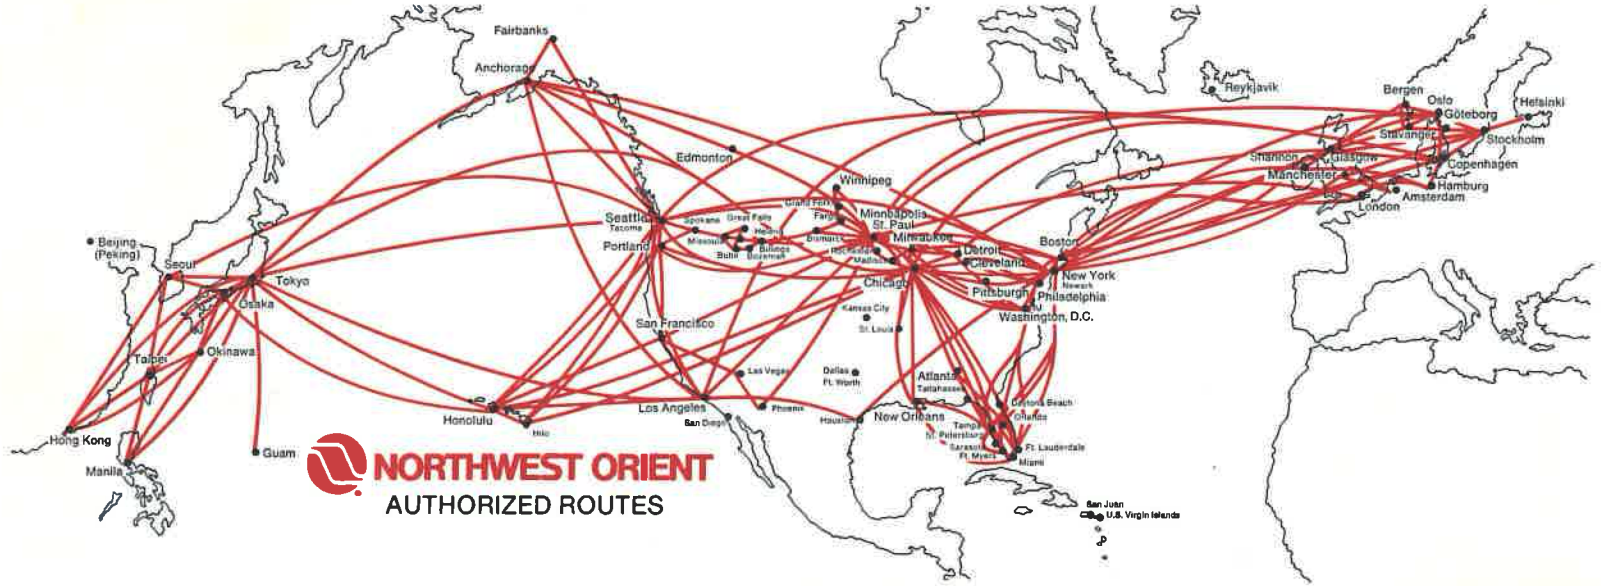 Fairbanks
Anchorage
Edmonton
Winnipeg
Grand Forks
Fargo
Minneapolis
St. Paul
Seattle
Tacoma
Spokane
Great Falls
Helena
Missoula
Butte
Bozeman
Billings
Bismarck
Rochester
Madison
Milwaukee
Portland
Chicago
Detroit
Cleveland
Pittsburgh
Boston
New York
Newark
Philadelphia
Washington, D.C.
Kansas City
St. Louis
San Francisco
Las Vegas
Dallas
Ft. Worth
Los Angeles
San Diego
Phoenix
Houston
New Orleans
Atlanta
Tallahassee
Daytona Beach
Orlando
Tampa
St. Petersburg
Sarasota
Ft. Myers
Ft. Lauderdale
Miami
San Juan
U.S. Virgin Islands
Honolulu
Hilo
Beijing
(Peking)
Seoul
Tokyo
Osaka
Okinawa
Taipei
Hong Kong
Manila
Guam
Reykjavik
Bergen
Oslo
Göteborg
Helsinki
Stavanger
Stockholm
Shannon
Glasgow
Copenhagen
Manchester
Hamburg
London
Amsterdam
NORTHWEST ORIENT
AUTHORIZED ROUTES